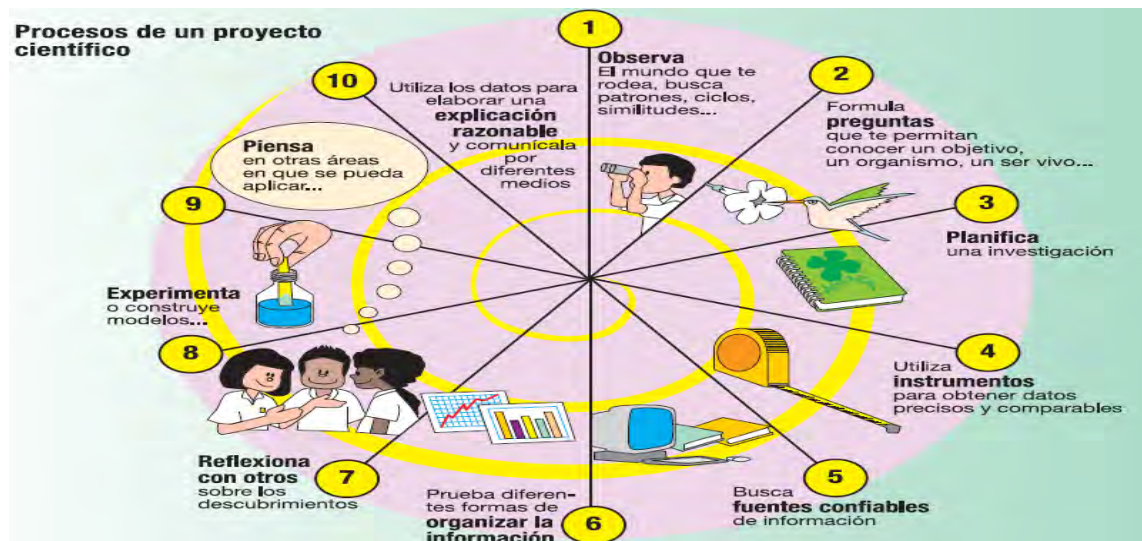 Procesos de un proyecto
científico
1
Observa
El mundo que te
rodea, busca
patrones, ciclos,
similitudes...
2
Formula
preguntas
que te permitan
conocer un objetivo,
un organismo, un ser vivo...
3
Planifica
una investigación
4
Utiliza
instrumentos
para obtener datos
precisos y comparables
5
Busca
fuentes confiables
de información
6
Prueba diferen-
tes formas de
organizar la
información
7
Reflexiona
con otros
sobre los
descubrimientos
8
Experimenta
o construye
modelos...
9
Piensa
en otras áreas
en que se pueda
aplicar...
10
Utiliza los datos para
elaborar una
explicación
razonable
y comunícala
por
diferentes
medios